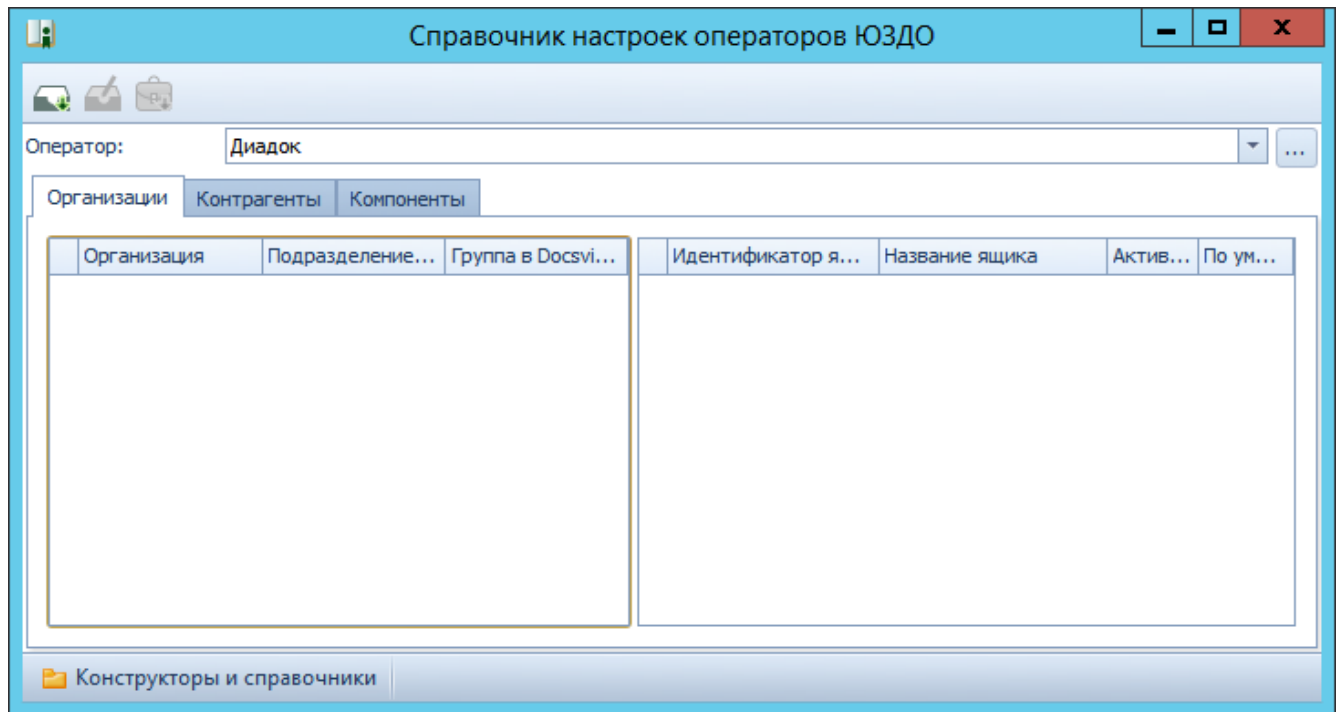 Справочник настроек операторов ЮЗДО
Оператор: Диадок ...
Организации Контрагенты Компоненты
Организация Подразделение... Группа в Docsvi... Идентификатор я... Название ящика Актив... По ум...
Конструкторы и справочники